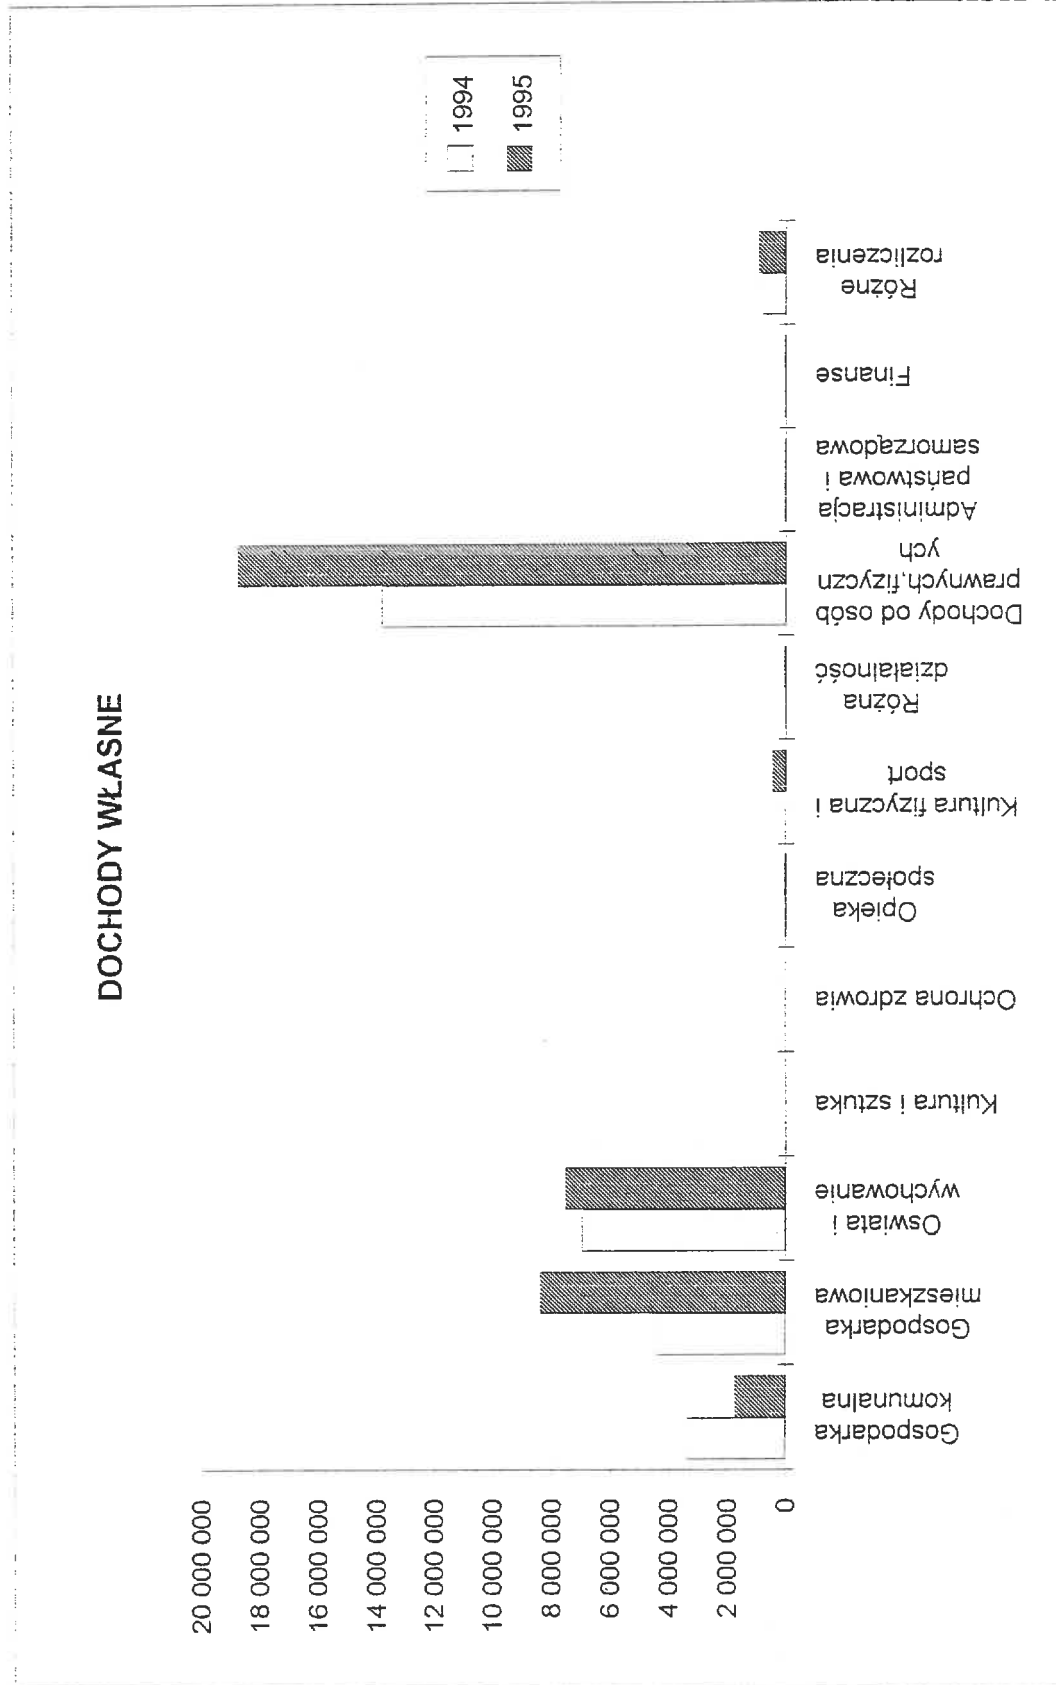 DOCHODY WŁASNE
1994
1995
20 000 000
18 000 000
16 000 000
14 000 000
12 000 000
10 000 000
8 000 000
6 000 000
4 000 000
2 000 000
0
Gospodarka
komunalna
Gospodarka
mieszkaniowa
Oswiata i
wychowanie
Kultura i sztuka
Ochrona zdrowia
Opieka
społeczna
Kultura fizyczna i
sport
Różna
działalność
Dochody od osób
prawnych,fizyczn
ych
Administracja
państwowa i
samorządowa
Finanse
Różne
rozliczenia